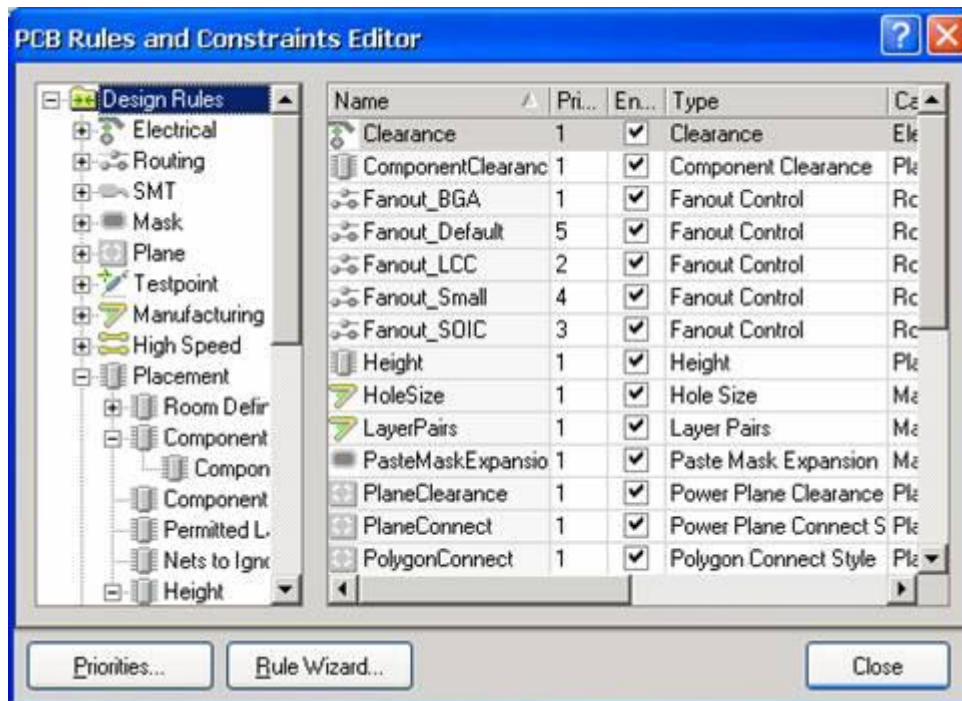 PCB Rules and Constraints Editor
Design Rules
Electrical
Routing
SMT
Mask
Plane
Testpoint
Manufacturing
High Speed
Placement
Room Defir
Component
Compon
Component
Permitted L
Nets to Igno
Height
Name Pri... En... Type Ca
Clearance 1 Clearance Ele
ComponentClearanc 1 Component Clearance Pla
Fanout_BGA 1 Fanout Control Ro
Fanout_Default 5 Fanout Control Ro
Fanout_LCC 2 Fanout Control Ro
Fanout_Small 4 Fanout Control Ro
Fanout_SOIC 3 Fanout Control Ro
Height 1 Height Pla
HoleSize 1 Hole Size Ma
LayerPairs 1 Layer Pairs Ma
PasteMaskExpansio 1 Paste Mask Expansion Ma
PlaneClearance 1 Power Plane Clearance Pla
PlaneConnect 1 Power Plane Connect S Pla
PolygonConnect 1 Polygon Connect Style Pla
Priorities... Rule Wizard... Close